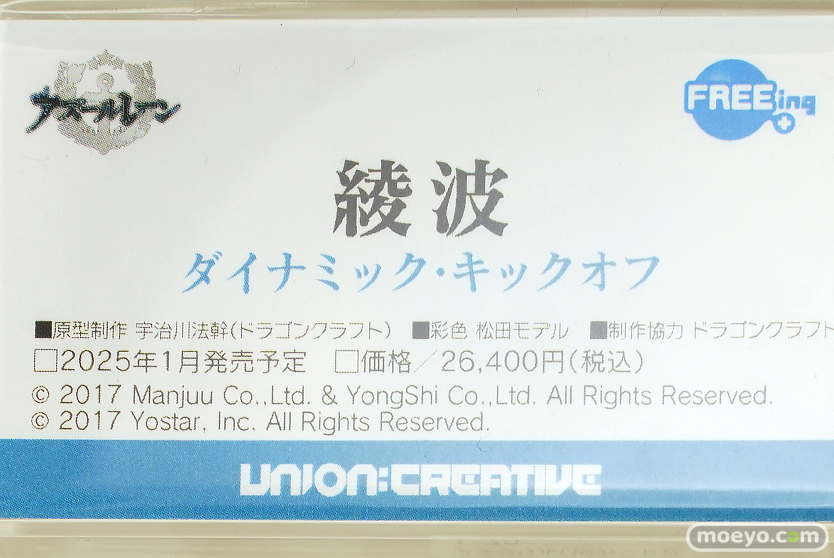 アズールレーン
FREEing
綾波
ダイナミック・キックオフ
■原型制作 宇治川法幹(ドラゴンクラフト) ■彩色 松田モデル ■制作協力 ドラゴンクラフト
□2025年1月発売予定 □価格／26,400円(税込)
© 2017 Manjuu Co.,Ltd. & YongShi Co.,Ltd. All Rights Reserved.
© 2017 Yostar, Inc. All Rights Reserved.
UNION:CREATIVE
moeyo.com